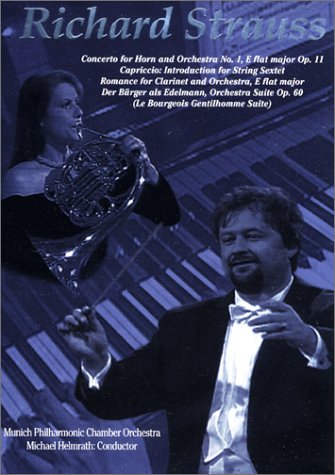 Richard Strauss
Concerto for Horn and Orchestra No. 1, E flat major Op. 11
Capriccio: Introduction for String Sextet
Romance for Clarinet and Orchestra, E flat major
Der Bürger als Edelmann, Orchestra Suite Op. 60
(Le Bourgeois Gentilhomme Suite)
Munich Philharmonic Chamber Orchestra
Michael Helmrath: Conductor